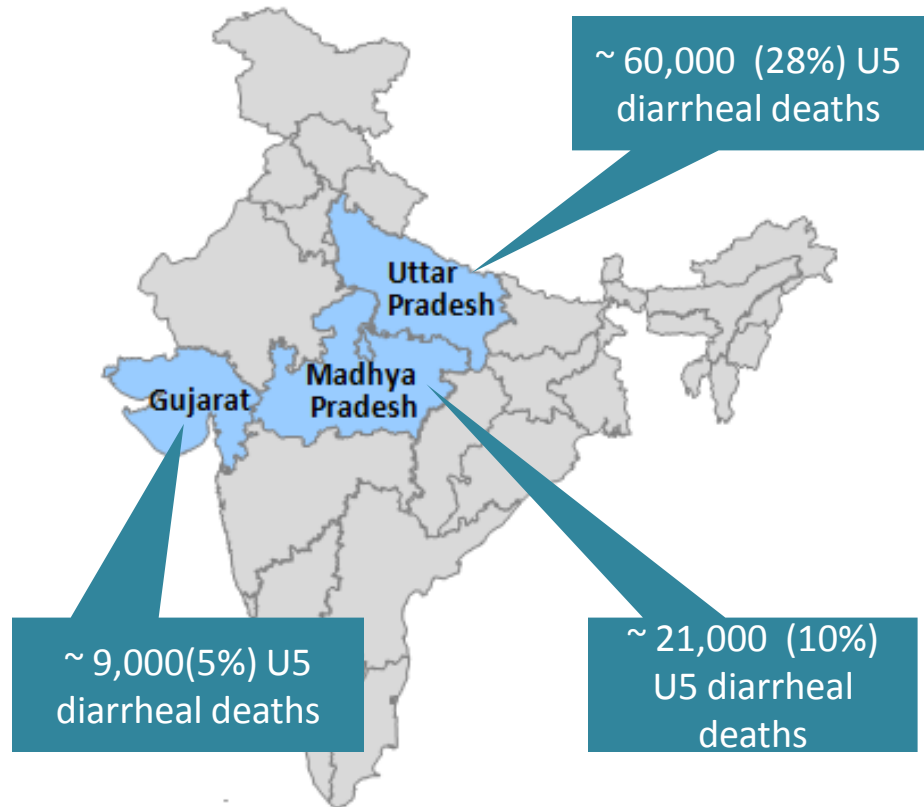 ~ 60,000 (28%) U5
diarrheal deaths
Uttar
Pradesh
Madhya
Pradesh
Gujarat
~ 9,000(5%) U5
diarrheal deaths
~ 21,000 (10%)
U5 diarrheal
deaths